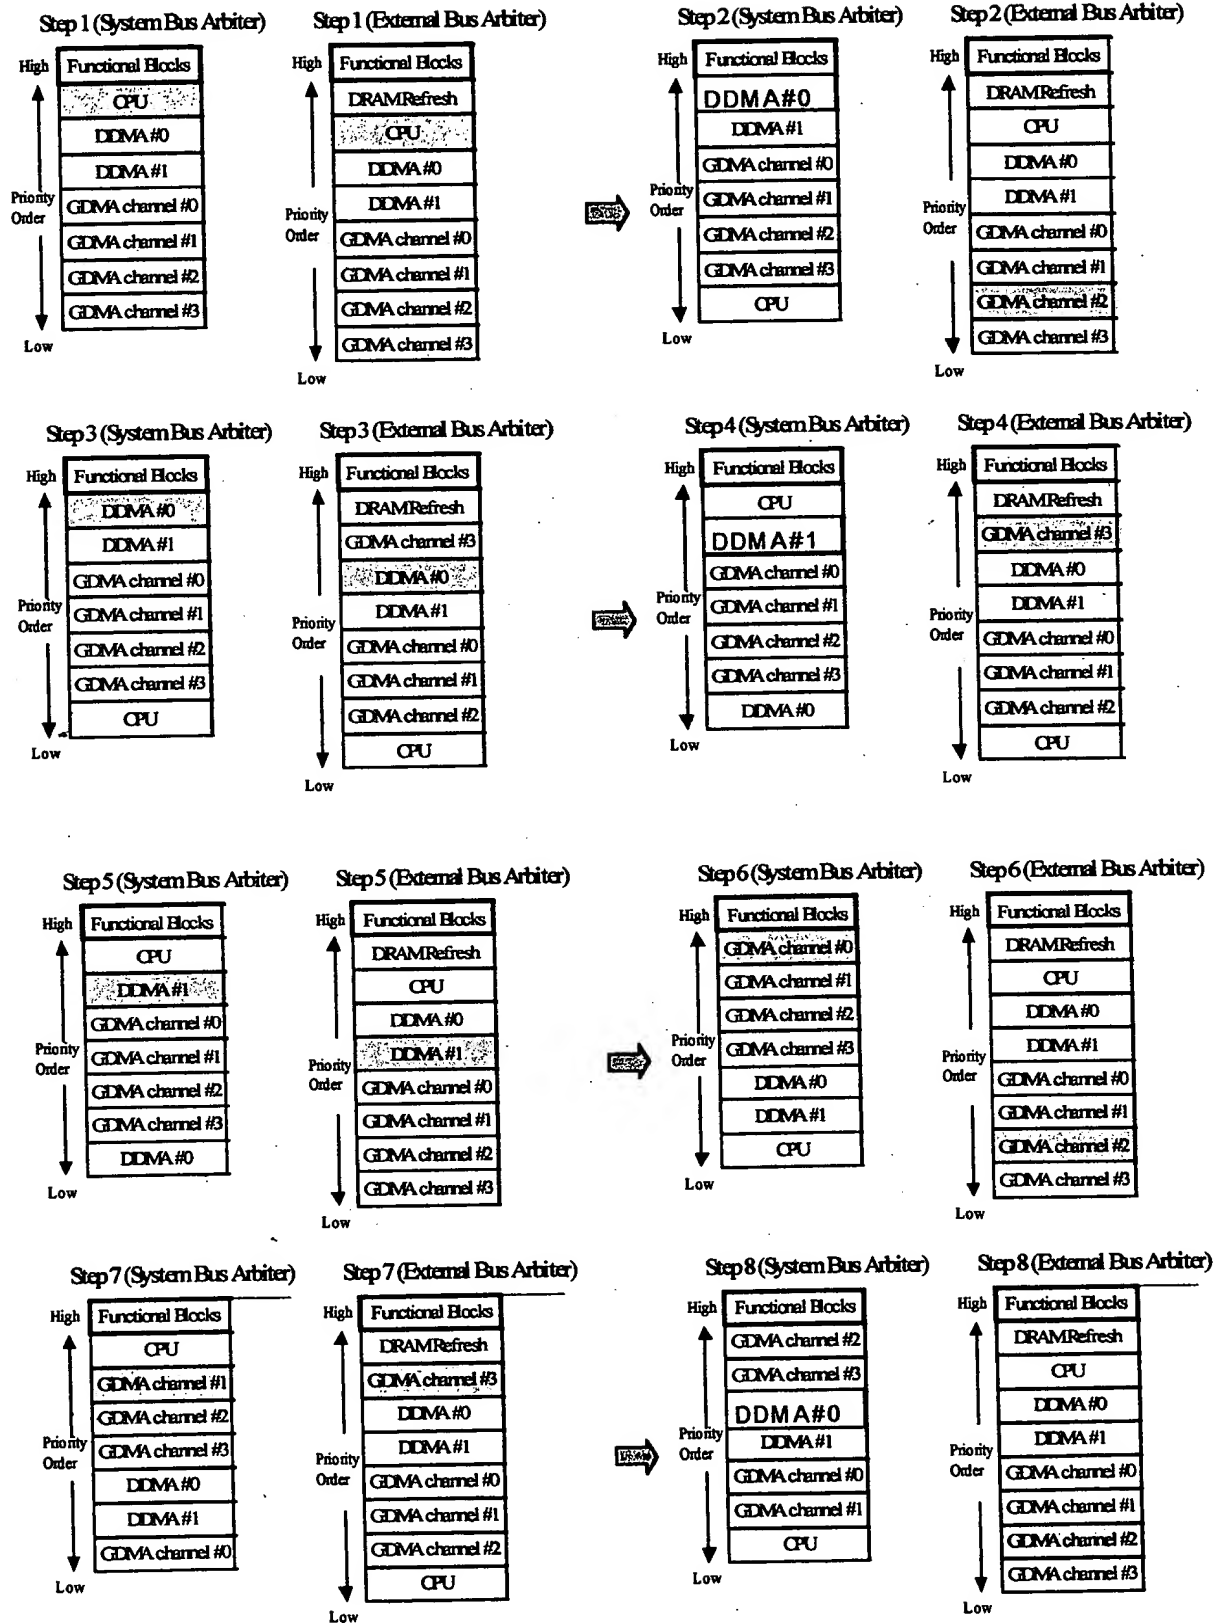 Step 1 (System Bus Arbiter)
High
Functional Blocks
CPU
DDMA #0
DDMA #1
Priority Order
GDMA channel #0
GDMA channel #1
GDMA channel #2
GDMA channel #3
Low
Step 1 (External Bus Arbiter)
High
Functional Blocks
DRAM Refresh
CPU
DDMA #0
DDMA #1
Priority Order
GDMA channel #0
GDMA channel #1
GDMA channel #2
GDMA channel #3
Low
Step 2 (System Bus Arbiter)
High
Functional Blocks
DDMA#0
DDMA #1
GDMA channel #0
Priority Order
GDMA channel #1
GDMA channel #2
GDMA channel #3
CPU
Low
Step 2 (External Bus Arbiter)
High
Functional Blocks
DRAM Refresh
CPU
DDMA #0
DDMA #1
Priority Order
GDMA channel #0
GDMA channel #1
GDMA channel #2
GDMA channel #3
Low
Step 3 (System Bus Arbiter)
High
Functional Blocks
DDMA #0
DDMA #1
GDMA channel #0
Priority Order
GDMA channel #1
GDMA channel #2
GDMA channel #3
CPU
Low
Step 3 (External Bus Arbiter)
High
Functional Blocks
DRAM Refresh
GDMA channel #3
DDMA #0
DDMA #1
Priority Order
GDMA channel #0
GDMA channel #1
GDMA channel #2
CPU
Low
Step 4 (System Bus Arbiter)
High
Functional Blocks
CPU
DDMA#1
GDMA channel #0
Priority Order
GDMA channel #1
GDMA channel #2
GDMA channel #3
DDMA #0
Low
Step 4 (External Bus Arbiter)
High
Functional Blocks
DRAM Refresh
GDMA channel #3
DDMA #0
DDMA #1
Priority Order
GDMA channel #0
GDMA channel #1
GDMA channel #2
CPU
Low
Step 5 (System Bus Arbiter)
High
Functional Blocks
CPU
DDMA #1
GDMA channel #0
Priority Order
GDMA channel #1
GDMA channel #2
GDMA channel #3
DDMA #0
Low
Step 5 (External Bus Arbiter)
High
Functional Blocks
DRAM Refresh
CPU
DDMA #0
DDMA #1
Priority Order
GDMA channel #0
GDMA channel #1
GDMA channel #2
GDMA channel #3
Low
Step 6 (System Bus Arbiter)
High
Functional Blocks
GDMA channel #0
GDMA channel #1
GDMA channel #2
Priority Order
GDMA channel #3
DDMA #0
DDMA #1
CPU
Low
Step 6 (External Bus Arbiter)
High
Functional Blocks
DRAM Refresh
CPU
DDMA #0
DDMA #1
Priority Order
GDMA channel #0
GDMA channel #1
GDMA channel #2
GDMA channel #3
Low
Step 7 (System Bus Arbiter)
High
Functional Blocks
CPU
GDMA channel #1
GDMA channel #2
Priority Order
GDMA channel #3
DDMA #0
DDMA #1
GDMA channel #0
Low
Step 7 (External Bus Arbiter)
High
Functional Blocks
DRAM Refresh
GDMA channel #3
DDMA #0
DDMA #1
Priority Order
GDMA channel #0
GDMA channel #1
GDMA channel #2
CPU
Low
Step 8 (System Bus Arbiter)
High
Functional Blocks
GDMA channel #2
GDMA channel #3
DDMA#0
Priority Order
DDMA #1
GDMA channel #0
GDMA channel #1
CPU
Low
Step 8 (External Bus Arbiter)
High
Functional Blocks
DRAM Refresh
CPU
DDMA #0
DDMA #1
Priority Order
GDMA channel #0
GDMA channel #1
GDMA channel #2
GDMA channel #3
Low